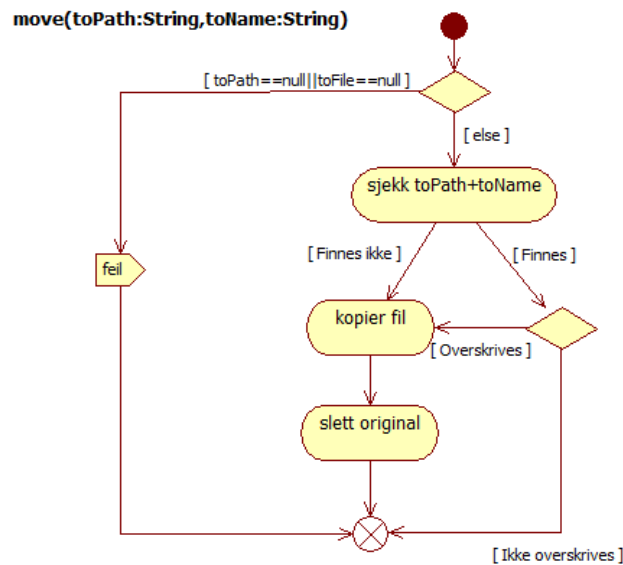 move(toPath:String,toName:String)
[ toPath==null||toFile==null ]
[ else ]
sjekk toPath+toName
[ Finnes ikke ]
[ Finnes ]
feil
kopier fil
[ Overskrives ]
slett original
[ Ikke overskrives ]